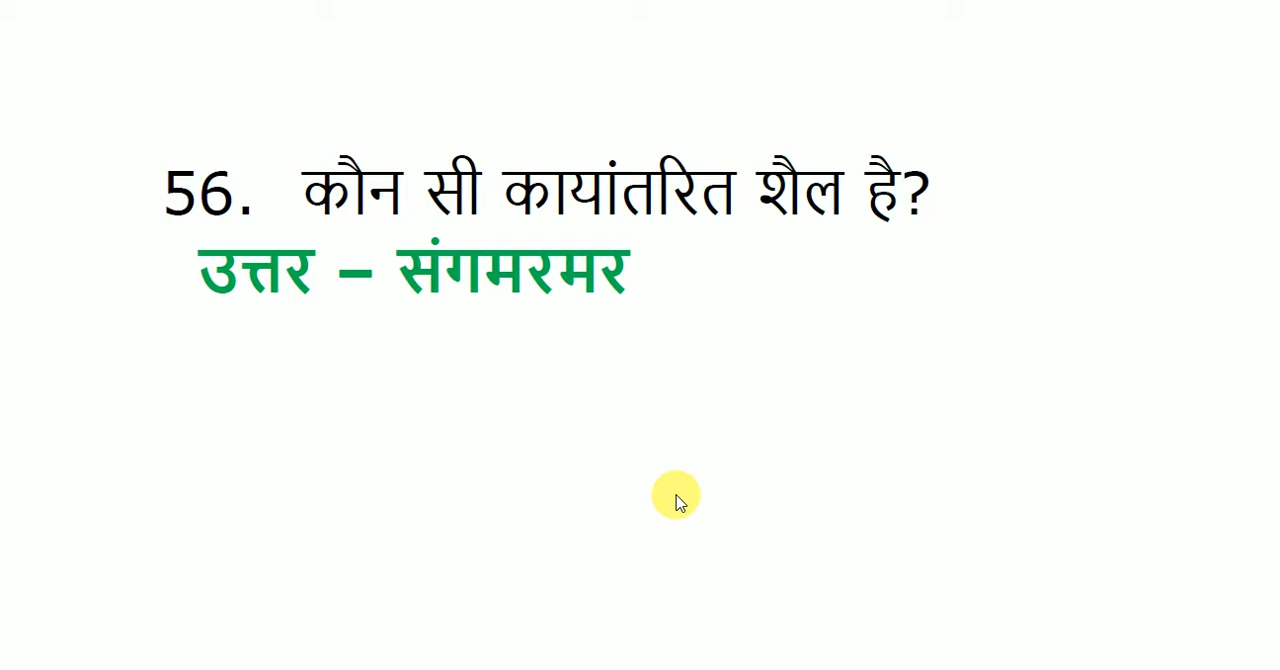 56. कौन सी कायांतरित शैल है?
उत्तर – संगमरमर